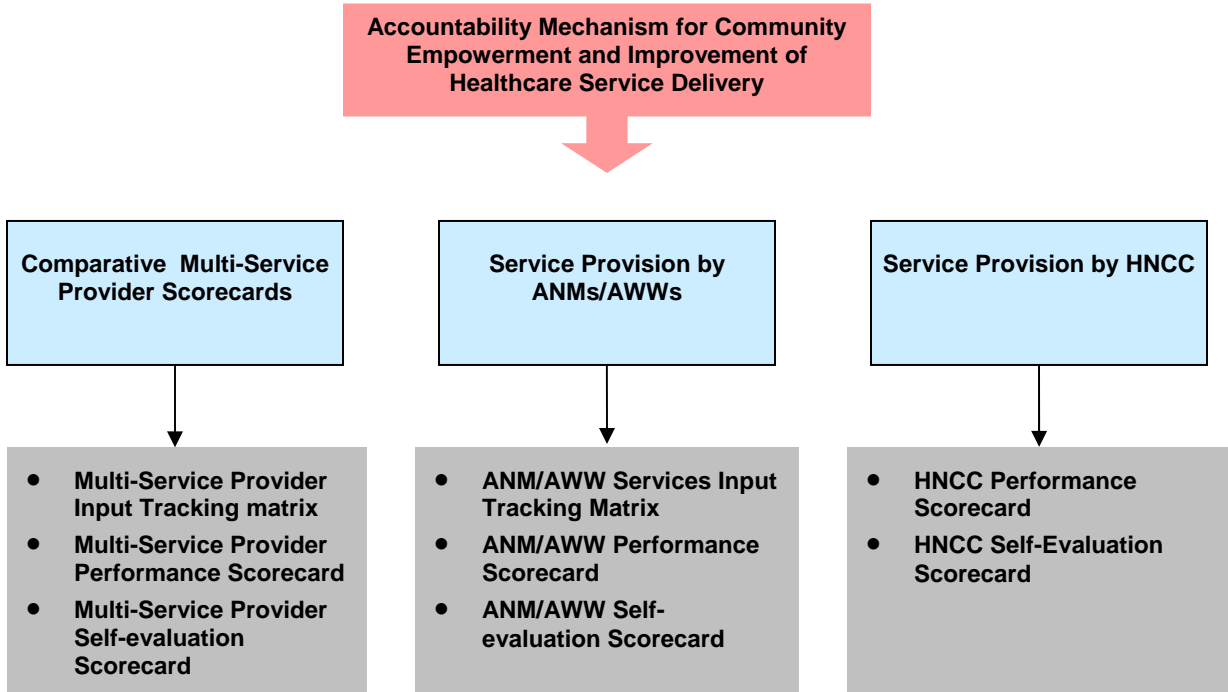 Accountability Mechanism for Community
Empowerment and Improvement of
Healthcare Service Delivery
Comparative Multi-Service
Provider Scorecards
Service Provision by
ANMs/AWWs
Service Provision by HNCC
• Multi-Service Provider
Input Tracking matrix
• Multi-Service Provider
Performance Scorecard
• Multi-Service Provider
Self-evaluation
Scorecard
• ANM/AWW Services Input
Tracking Matrix
• ANM/AWW Performance
Scorecard
• ANM/AWW Self-
evaluation Scorecard
• HNCC Performance
Scorecard
• HNCC Self-Evaluation
Scorecard